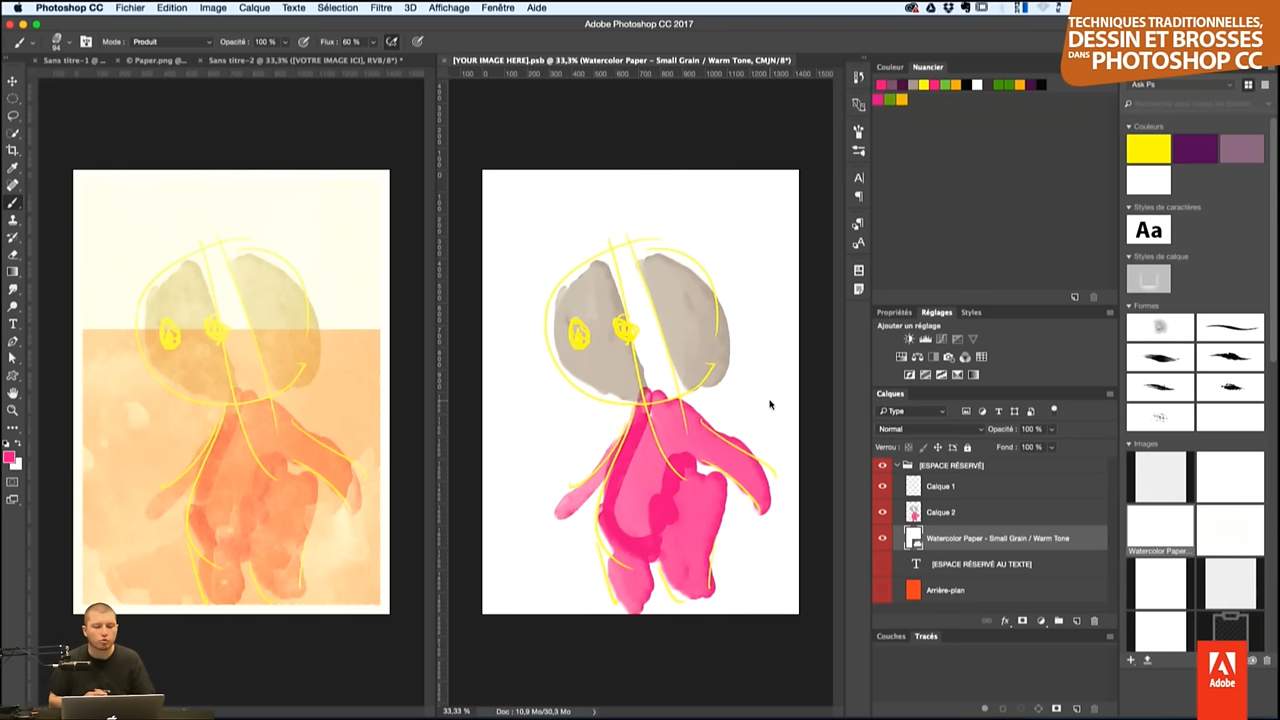 Photoshop CC Fichier Edition Image Calque Texte Sélection Filtre 3D Affichage Fenêtre Aide
Adobe Photoshop CC 2017
TECHNIQUES TRADITIONNELLES,
DESSIN ET BROSSES
DANS PHOTOSHOP CC
94 Mode : Produit Opacité : 100 % Flux : 60 %
Sans titre-1 @ ... © Paper.png @... Sans titre-2 @ 33,3% ([VOTRE IMAGE ICI], RVB/8*) *
[YOUR IMAGE HERE].psb @ 33,3% (Watercolor Paper - Small Grain / Warm Tone, CMJN/8*)
Couleur Nuancier
Ask Ps
Couleurs
Styles de caractères
Aa
Styles de calque
Formes
Images
Watercolor Paper...
Propriétés Réglages Styles
Ajouter un réglage
Calques
Type
Normal Opacité : 100 %
Verrou : Fond : 100 %
[ESPACE RÉSERVÉ]
Calque 1
Calque 2
Watercolor Paper - Small Grain / Warm Tone
T [ESPACE RÉSERVÉ AU TEXTE]
Arrière-plan
fx
Couches Tracés
33,33 % Doc : 10,9 Mo/30,3 Mo
Adobe